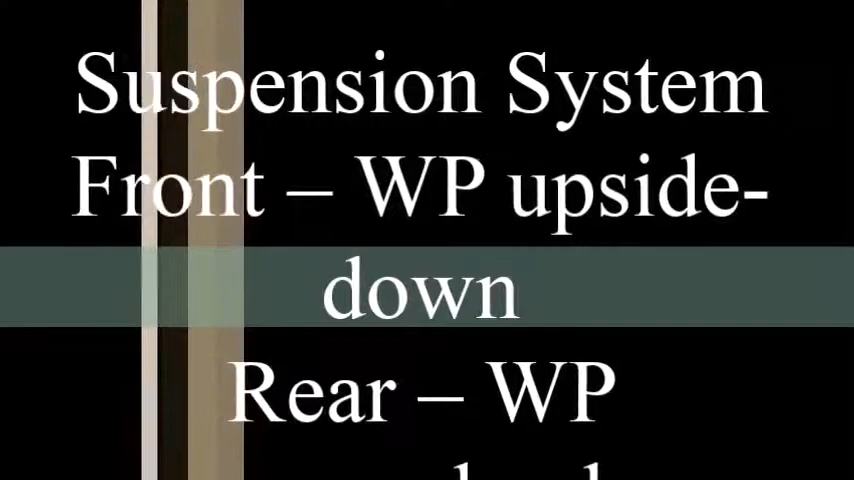 Suspension System
Front – WP upside-
down
Rear – WP